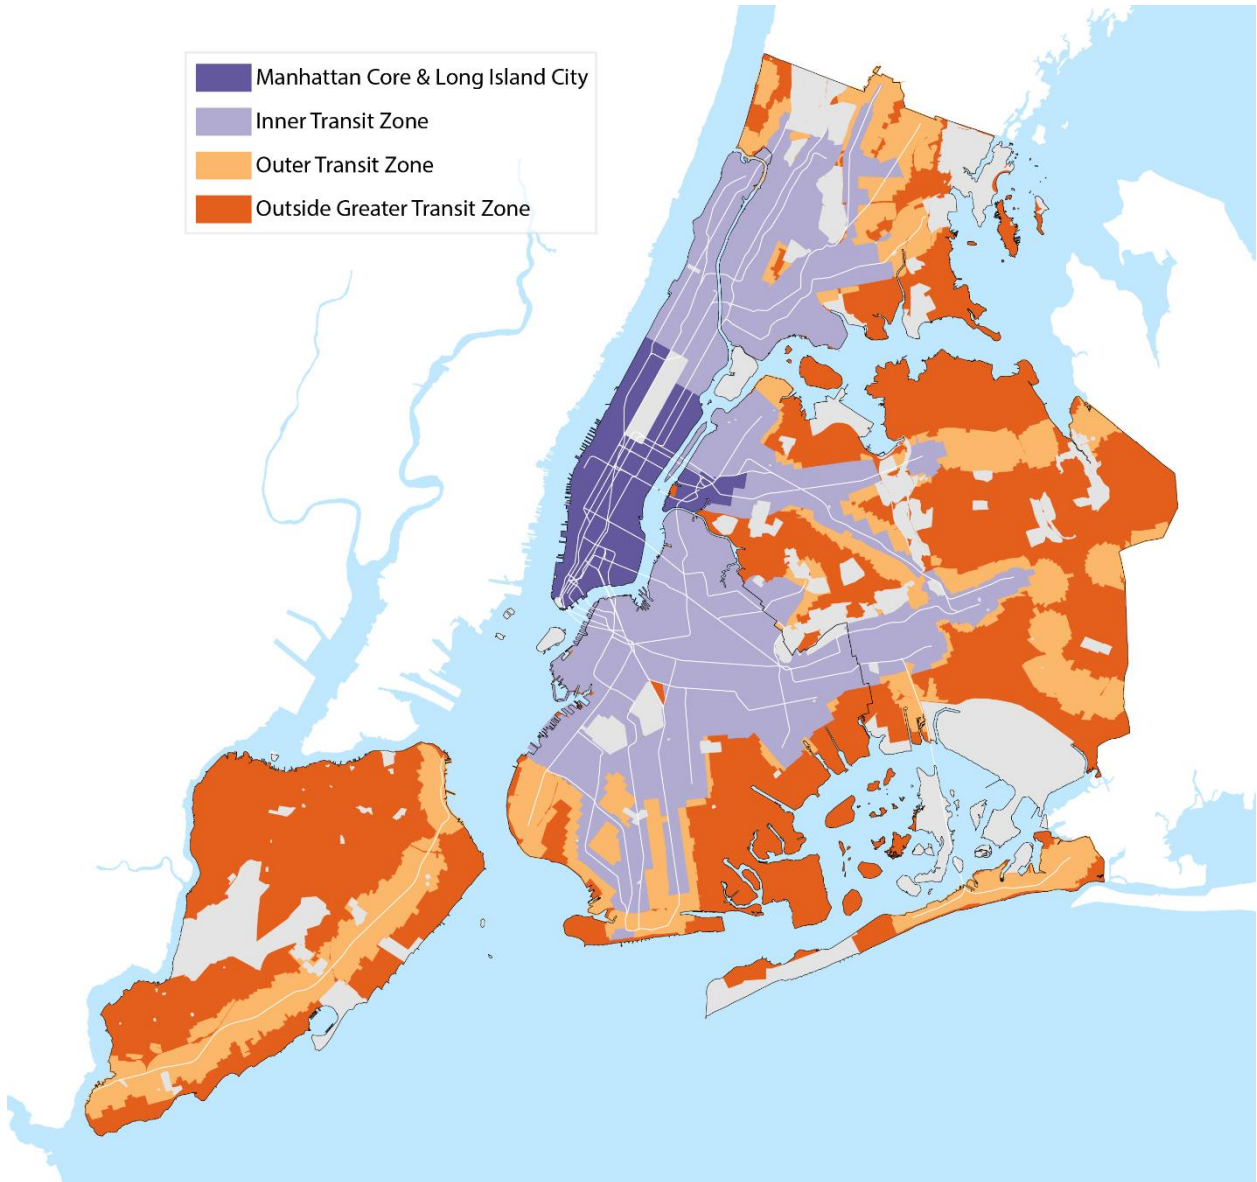 Manhattan Core & Long Island City
Inner Transit Zone
Outer Transit Zone
Outside Greater Transit Zone